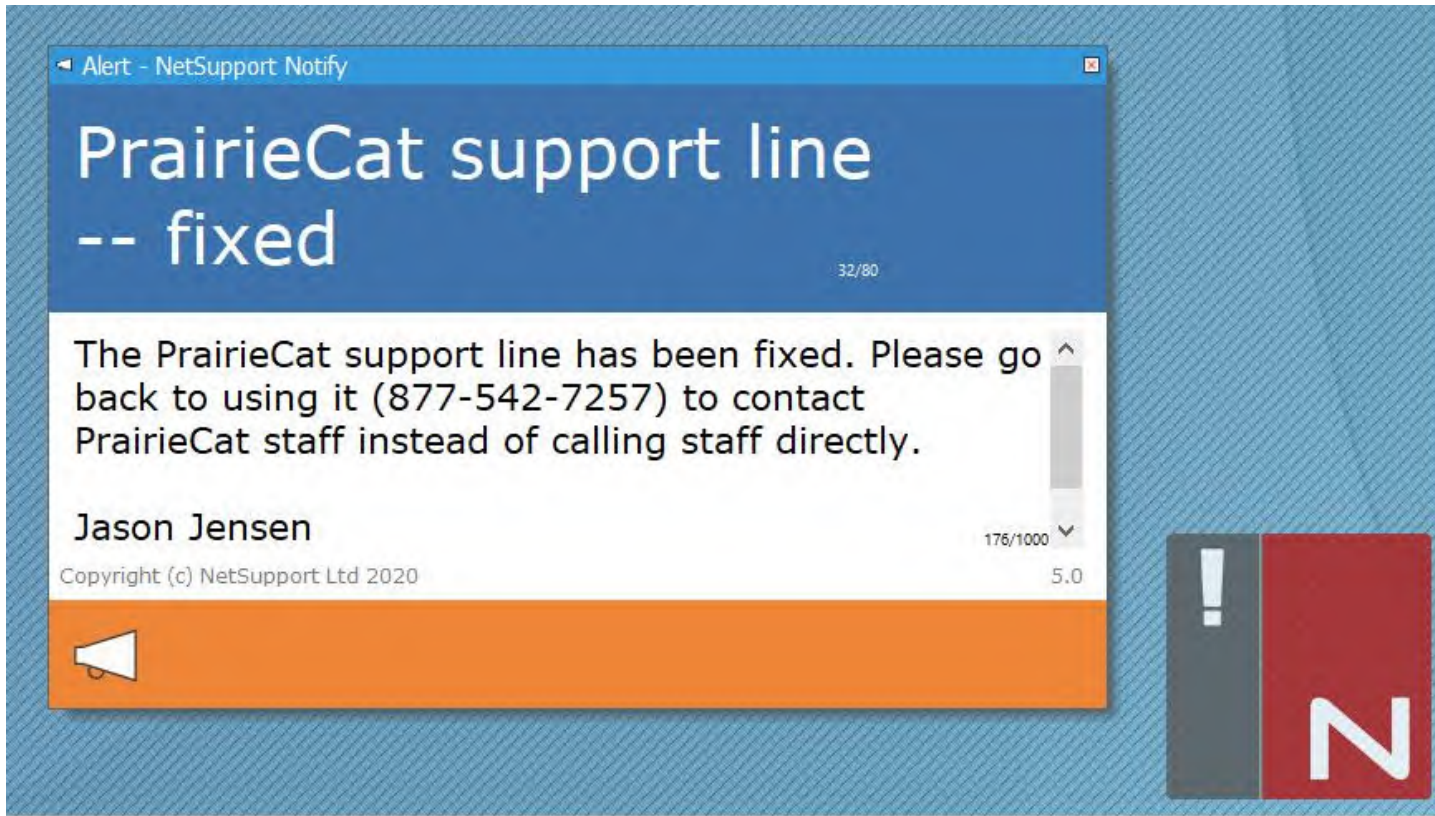 Alert - NetSupport Notify
PrairieCat support line
-- fixed
32/80
The PrairieCat support line has been fixed. Please go
back to using it (877-542-7257) to contact
PrairieCat staff instead of calling staff directly.
Jason Jensen
176/1000
Copyright (c) NetSupport Ltd 2020
5.0
!
N